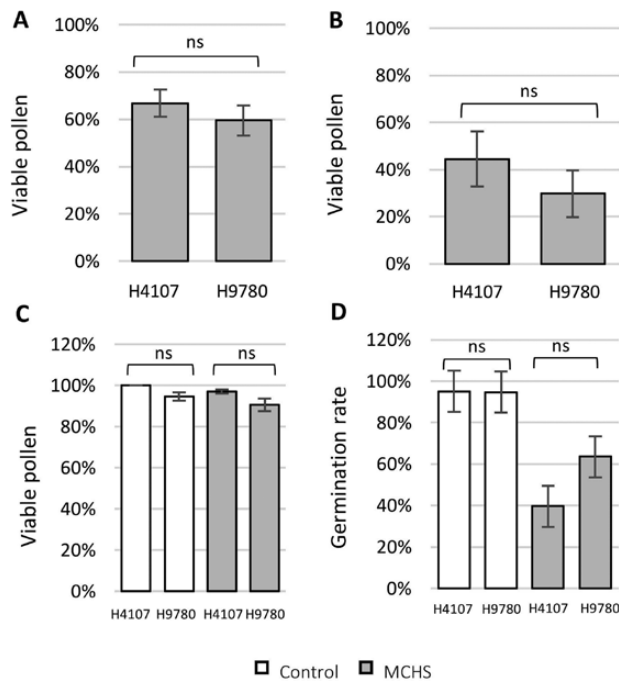 A
100%
ns
80%
60%
40%
20%
0%
Viable pollen
H4107 H9780
B
100%
80%
ns
60%
40%
20%
0%
Viable pollen
H4107 H9780
C
120%
ns ns
100%
80%
60%
40%
20%
0%
Viable pollen
H4107 H9780 H4107 H9780
D
120%
ns ns
100%
80%
60%
40%
20%
0%
Germination rate
H4107 H9780 H4107 H9780
Control MCHS